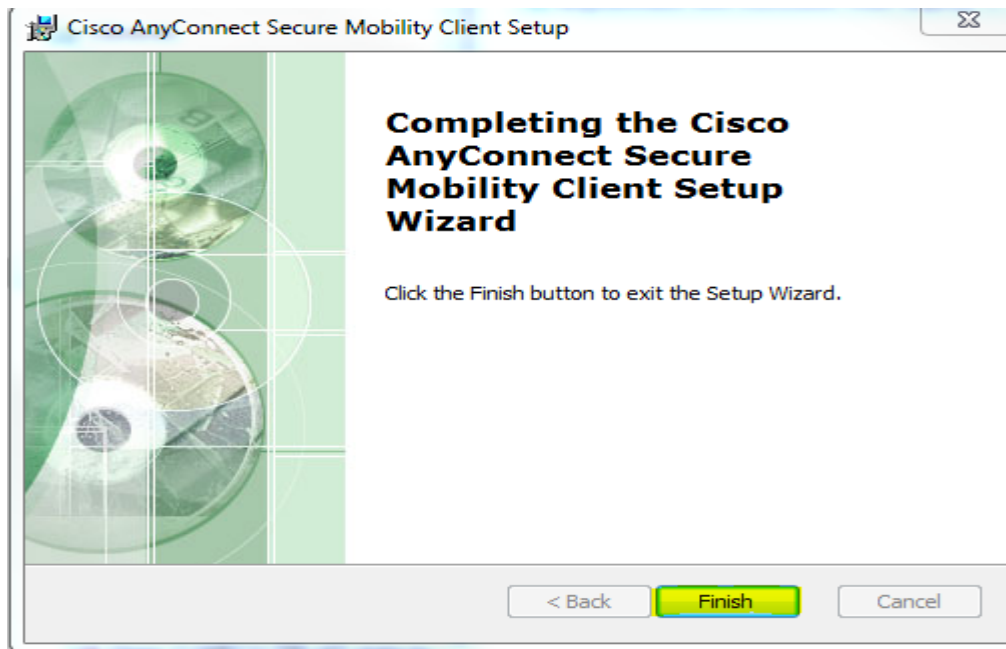 Cisco AnyConnect Secure Mobility Client Setup
Completing the Cisco
AnyConnect Secure
Mobility Client Setup
Wizard
Click the Finish button to exit the Setup Wizard.
< Back Finish Cancel